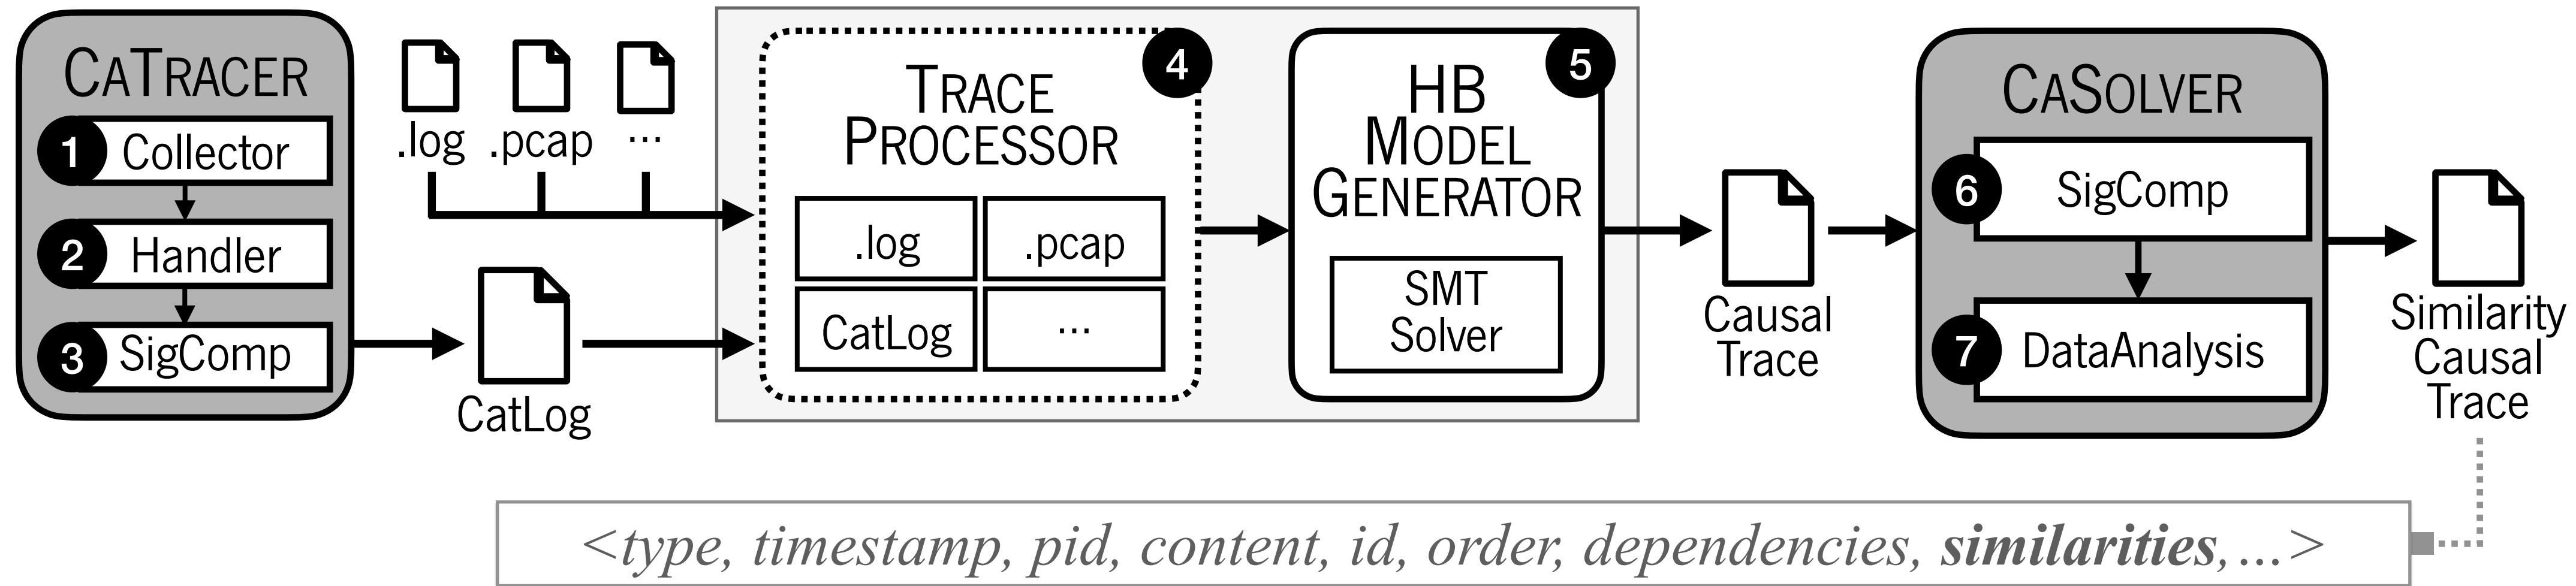 CATRACER
1 Collector
2 Handler
3 SigComp
.log .pcap ...
CatLog
4
TRACE
PROCESSOR
.log .pcap
CatLog ...
5
HB
MODEL
GENERATOR
SMT
Solver
Causal
Trace
CASOLVER
6 SigComp
7 DataAnalysis
Similarity
Causal
Trace
<type, timestamp, pid, content, id, order, dependencies, similarities, ...>